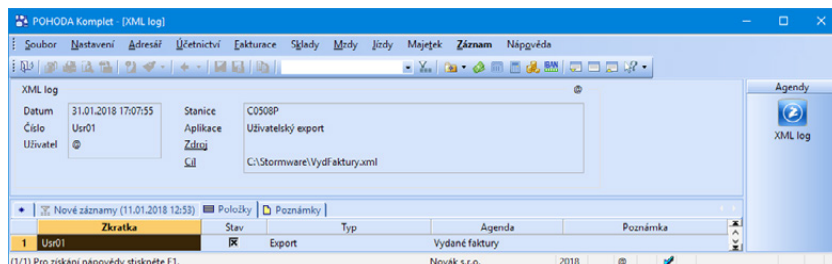 POHODA Komplet - [XML log]
Soubor Nastavení Adresář Účetnictví Fakturace Sklady Mzdy Jízdy Majetek Záznam Nápověda
XML log @ Agendy
Datum 31.01.2018 17:07:55 Stanice C0508P
Číslo Usr01 Aplikace Uživatelský export XML log
Uživatel @ Zdroj
Cíl C:\Stormware\VydFaktury.xml
Nové záznamy (11.01.2018 12:53) Položky Poznámky
Zkratka Stav Typ Agenda Poznámka
1 Usr01 Export Vydané faktury
(1/1) Pro získání nápovědy stiskněte F1. Novák s.r.o. 2018 @